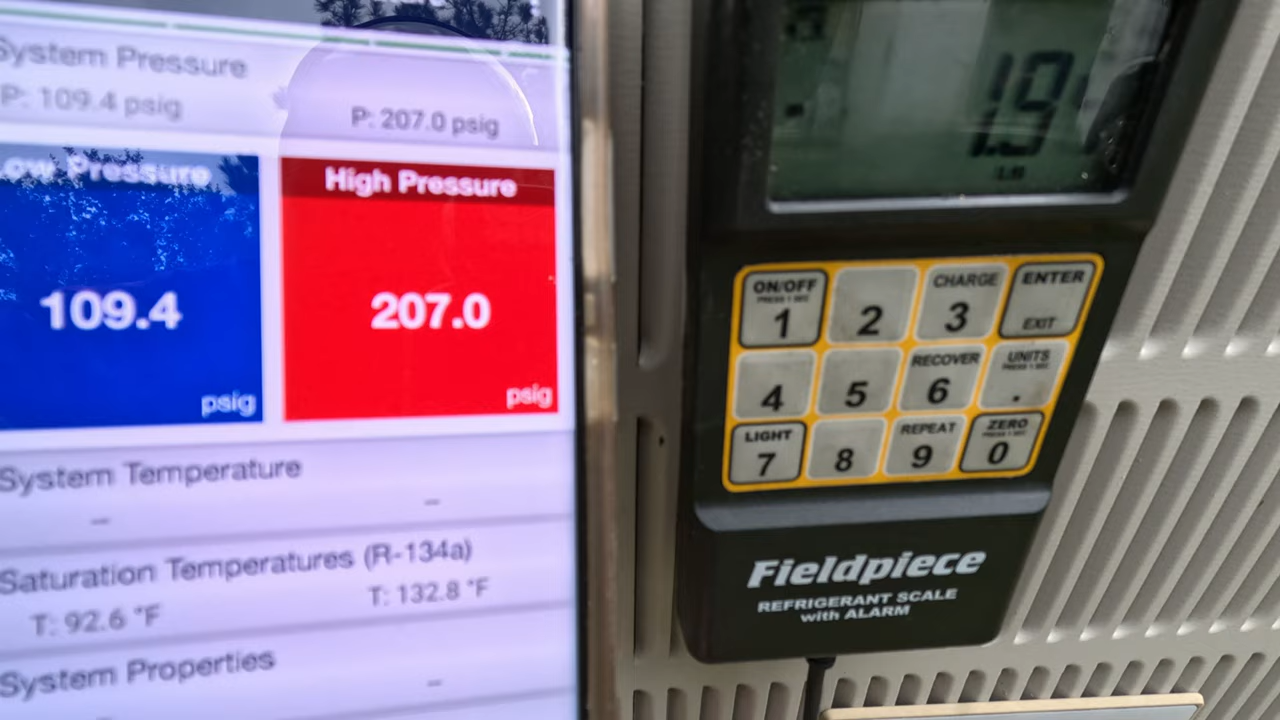 System Pressure
P: 109.4 psig
P: 207.0 psig
Low Pressure
109.4
psig
High Pressure
207.0
psig
System Temperature
–
–
Saturation Temperatures (R-134a)
T: 92.6 °F
T: 132.8 °F
System Properties
–
LB
ON/OFF
PRESS 1 SEC
1
2
CHARGE
3
ENTER
EXIT
4
5
RECOVER
6
UNITS
PRESS 1 SEC
.
LIGHT
7
8
REPEAT
9
ZERO
PRESS 1 SEC
0
Fieldpiece
REFRIGERANT SCALE
with ALARM